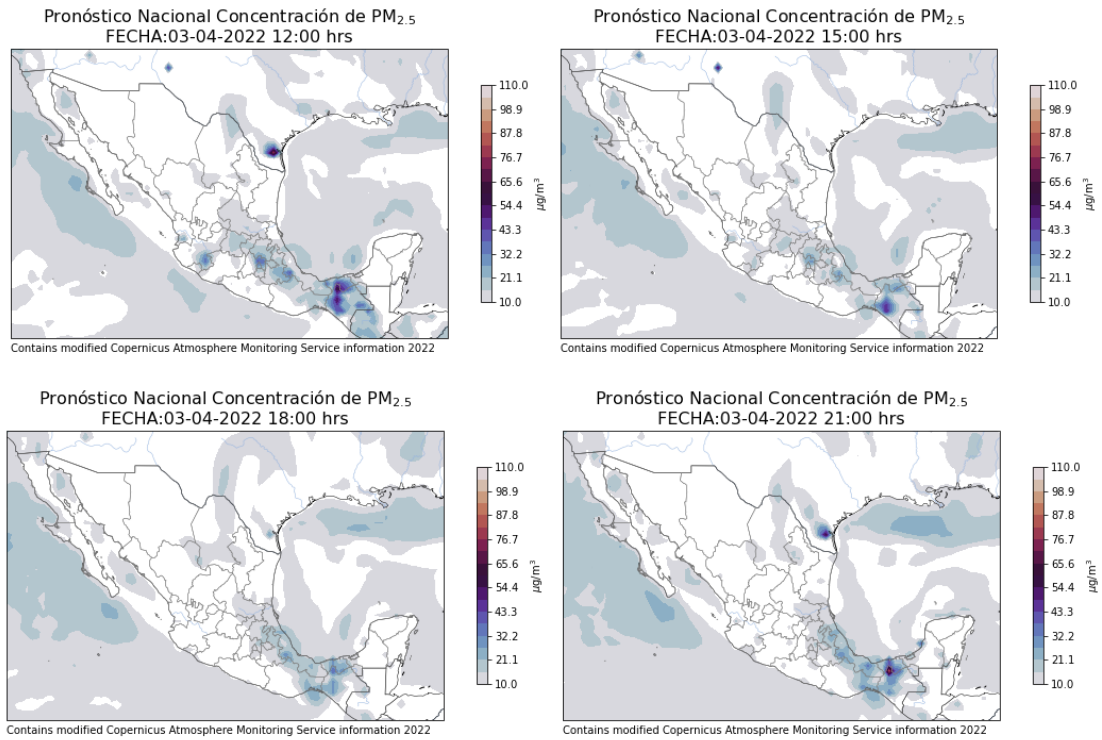 Pronóstico Nacional Concentración de PM2.5
FECHA:03-04-2022 12:00 hrs
110.0
98.9
87.8
76.7
65.6
54.4
43.3
32.2
21.1
10.0
μg/m3
Contains modified Copernicus Atmosphere Monitoring Service information 2022
Pronóstico Nacional Concentración de PM2.5
FECHA:03-04-2022 15:00 hrs
110.0
98.9
87.8
76.7
65.6
54.4
43.3
32.2
21.1
10.0
μg/m3
Contains modified Copernicus Atmosphere Monitoring Service information 2022
Pronóstico Nacional Concentración de PM2.5
FECHA:03-04-2022 18:00 hrs
110.0
98.9
87.8
76.7
65.6
54.4
43.3
32.2
21.1
10.0
μg/m3
Contains modified Copernicus Atmosphere Monitoring Service information 2022
Pronóstico Nacional Concentración de PM2.5
FECHA:03-04-2022 21:00 hrs
110.0
98.9
87.8
76.7
65.6
54.4
43.3
32.2
21.1
10.0
μg/m3
Contains modified Copernicus Atmosphere Monitoring Service information 2022